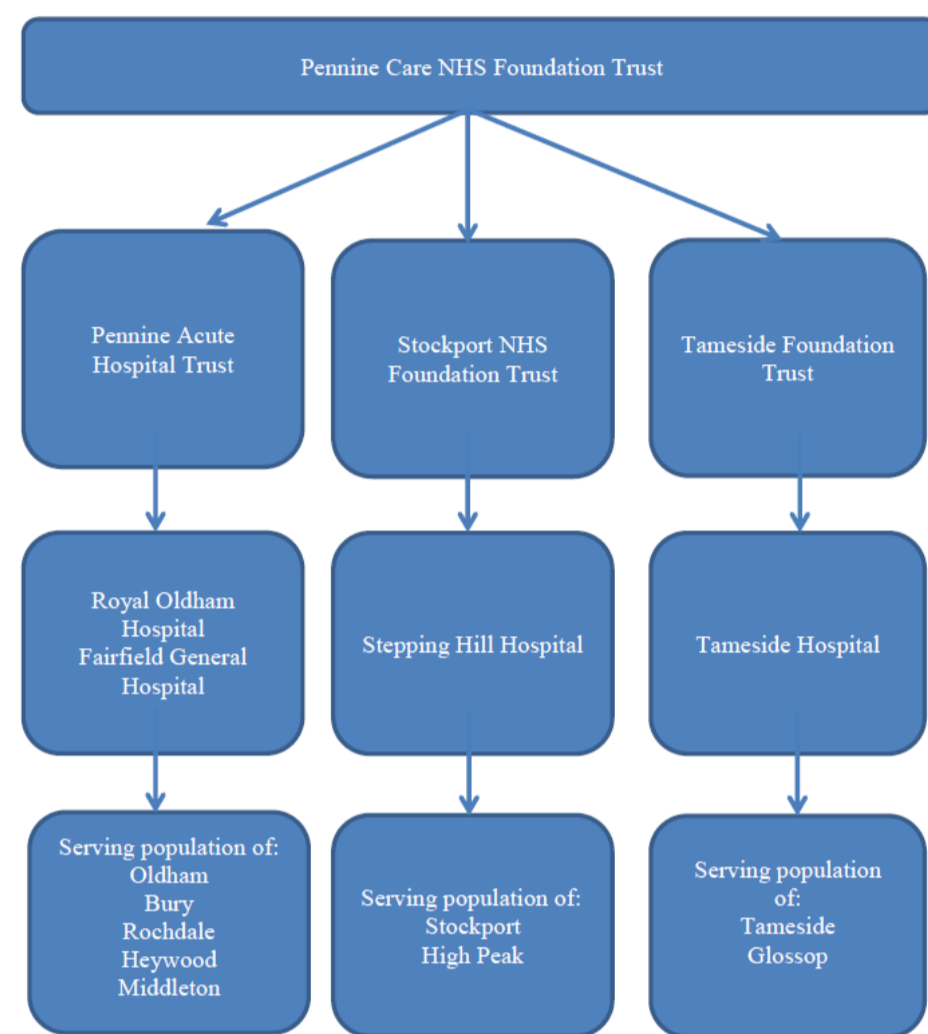 Pennine Care NHS Foundation Trust
Pennine Acute
Hospital Trust
Stockport NHS
Foundation Trust
Tameside Foundation
Trust
Royal Oldham
Hospital
Fairfield General
Hospital
Stepping Hill Hospital
Tameside Hospital
Serving population of:
Oldham
Bury
Rochdale
Heywood
Middleton
Serving population of:
Stockport
High Peak
Serving population
of:
Tameside
Glossop